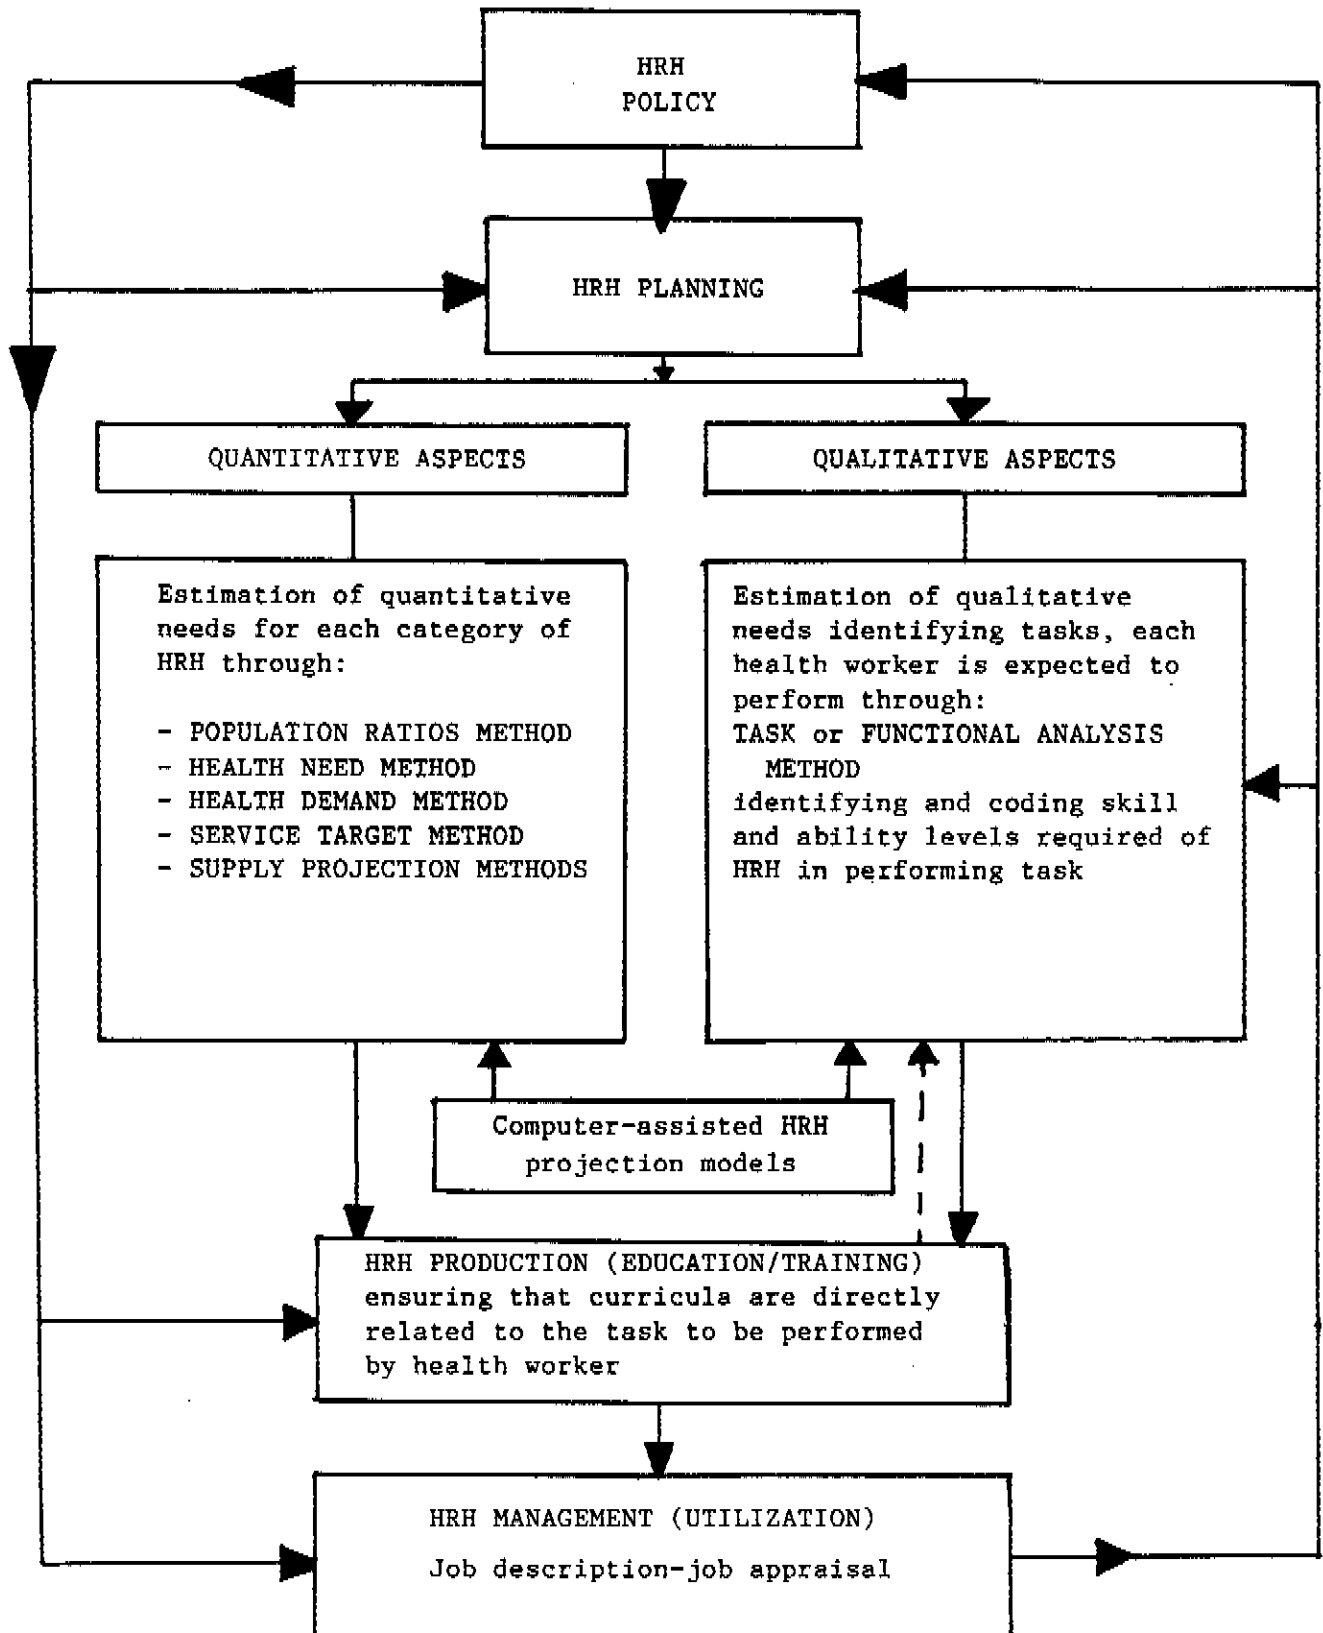 HRH
POLICY
HRH PLANNING
QUANTITATIVE ASPECTS
QUALITATIVE ASPECTS
Estimation of quantitative
needs for each category of
HRH through:
- POPULATION RATIOS METHOD
- HEALTH NEED METHOD
- HEALTH DEMAND METHOD
- SERVICE TARGET METHOD
- SUPPLY PROJECTION METHODS
Estimation of qualitative
needs identifying tasks, each
health worker is expected to
perform through:
TASK or FUNCTIONAL ANALYSIS
METHOD
identifying and coding skill
and ability levels required of
HRH in performing task
Computer-assisted HRH
projection models
HRH PRODUCTION (EDUCATION/TRAINING)
ensuring that curricula are directly
related to the task to be performed
by health worker
HRH MANAGEMENT (UTILIZATION)
Job description-job appraisal